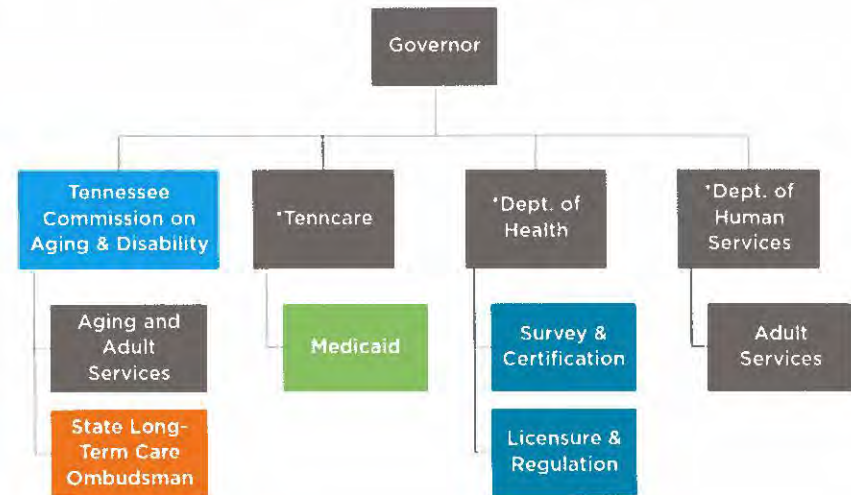 Governor
Tennessee
Commission on
Aging & Disability
*Tenncare
*Dept. of
Health
*Dept. of
Human
Services
Aging and
Adult
Services
Medicaid
Survey &
Certification
Adult
Services
State Long-
Term Care
Ombudsman
Licensure &
Regulation